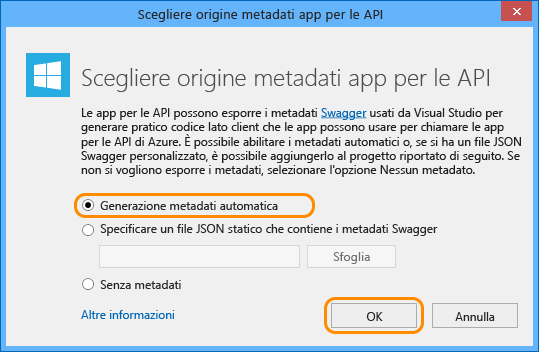 Scegliere origine metadati app per le API
Scegliere origine metadati app per le API
Le app per le API possono esporre i metadati Swagger usati da Visual Studio per
generare pratico codice lato client che le app possono usare per chiamare le app
per le API di Azure. È possibile abilitare i metadati automatici o, se si ha un file JSON
Swagger personalizzato, è possibile aggiungerlo al progetto riportato di seguito. Se
non si vogliono esporre i metadati, selezionare l'opzione Nessun metadato.
Generazione metadati automatica
Specificare un file JSON statico che contiene i metadati Swagger
Sfoglia
Senza metadati
Altre informazioni
OK
Annulla